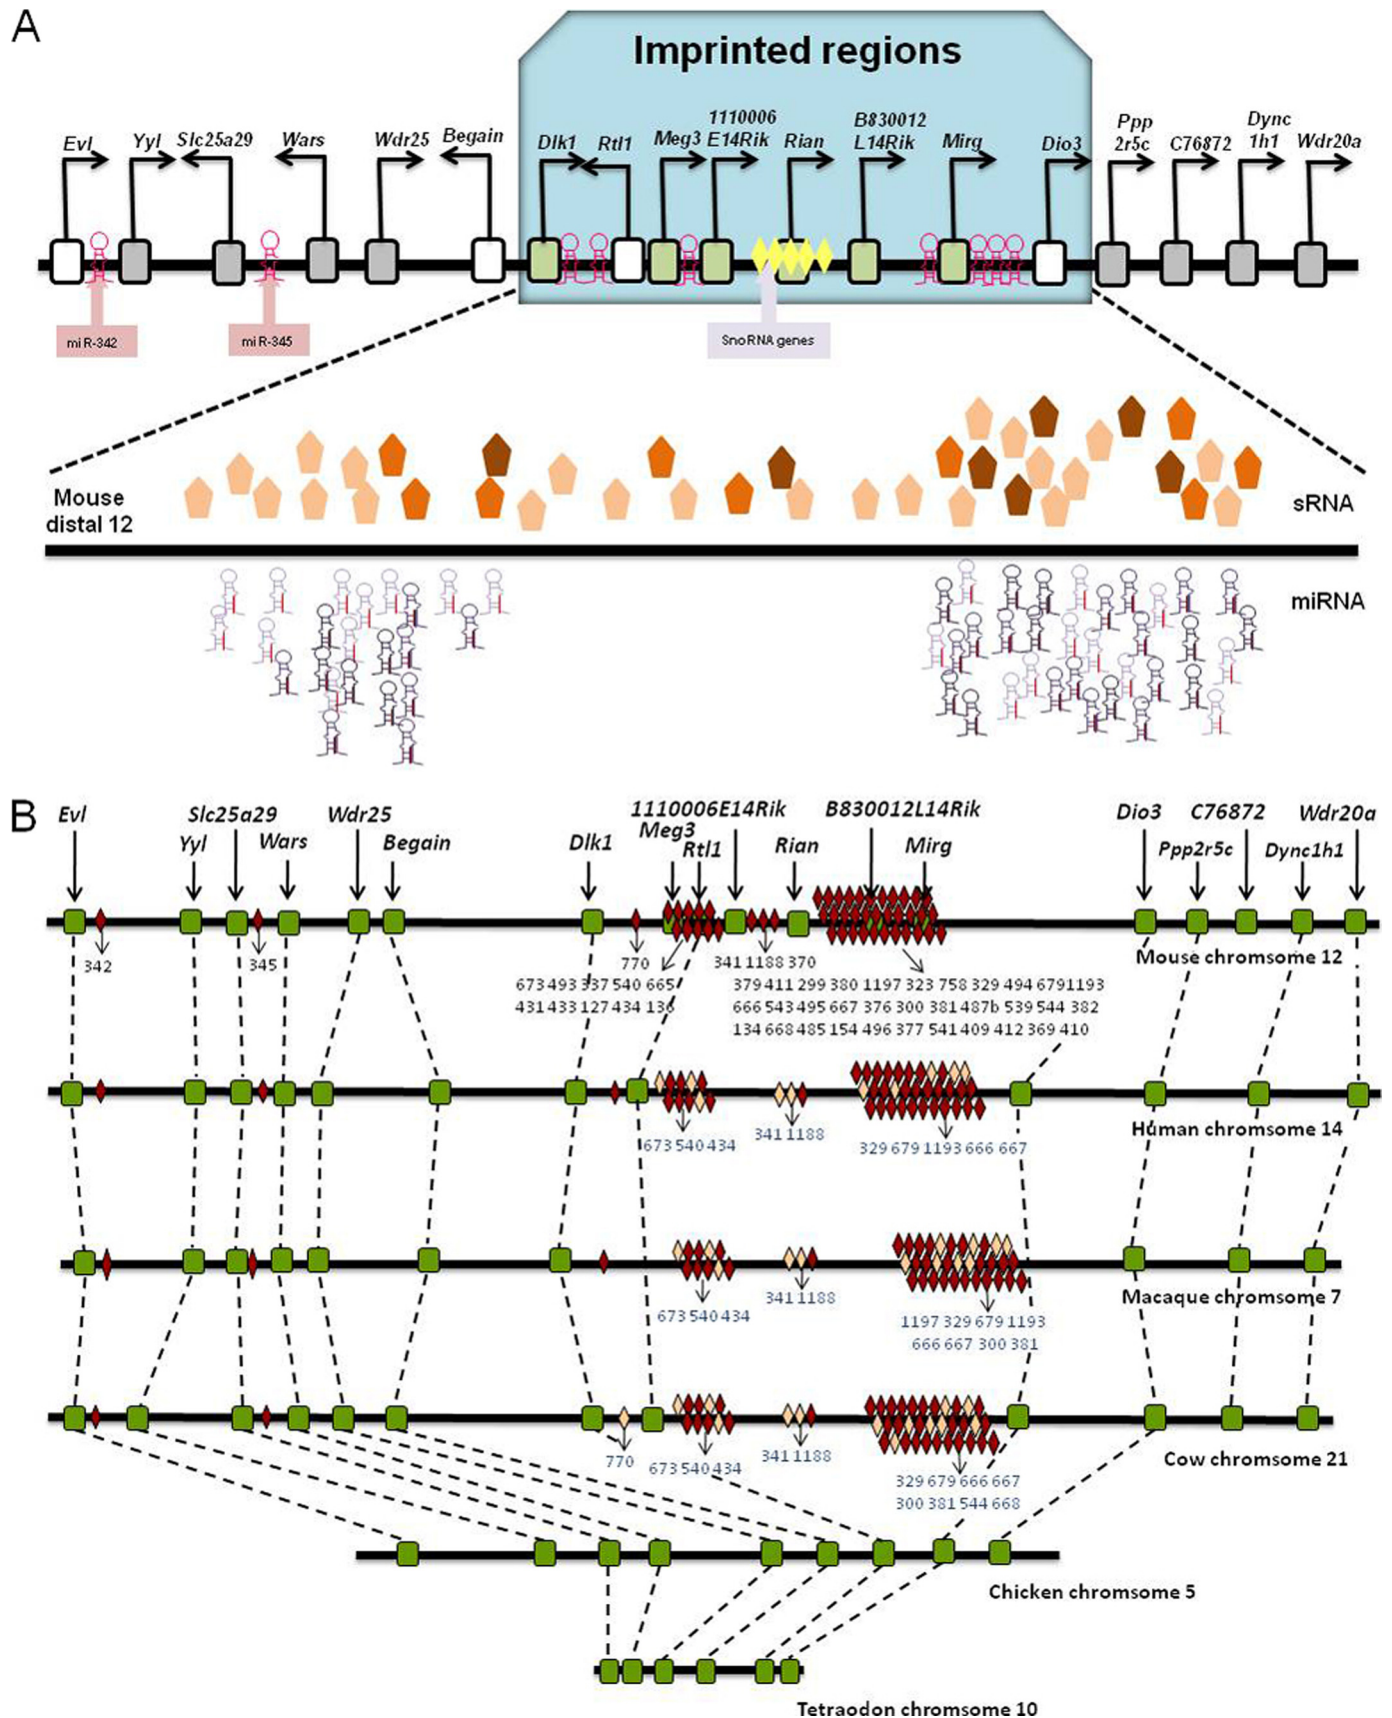 A
Imprinted regions
Evl
Yyl
Slc25a29
Wars
Wdr25
Begain
Dlk1
Rtl1
Meg3
1110006
E14Rik
Rian
B830012
L14Rik
Mirg
Dio3
Ppp
2r5c
C76872
Dync
1h1
Wdr20a
miR-342
miR-345
SnoRNA genes
Mouse
distal 12
sRNA
miRNA
B
Evl
Slc25a29
Yyl
Wars
Wdr25
Begain
Dlk1
1110006E14Rik
Meg3
Rtl1
Rian
B830012L14Rik
Mirg
Dio3
C76872
Wdr20a
Ppp2r5c
Dync1h1
342
345
770
341 1188 370
Mouse chromsome 12
673 493 337 540 665
431 433 127 434 136
379 411 299 380 1197 323 758 329 494 679 1193
666 543 495 667 376 300 381 487b 539 544 382
134 668 485 154 496 377 541 409 412 369 410
673 540 434
341 1188
329 679 1193 666 667
Human chromsome 14
673 540 434
341 1188
1197 329 679 1193
666 667 300 381
Macaque chromsome 7
770
673 540 434
341 1188
329 679 666 667
300 381 544 668
Cow chromsome 21
Chicken chromsome 5
Tetraodon chromsome 10